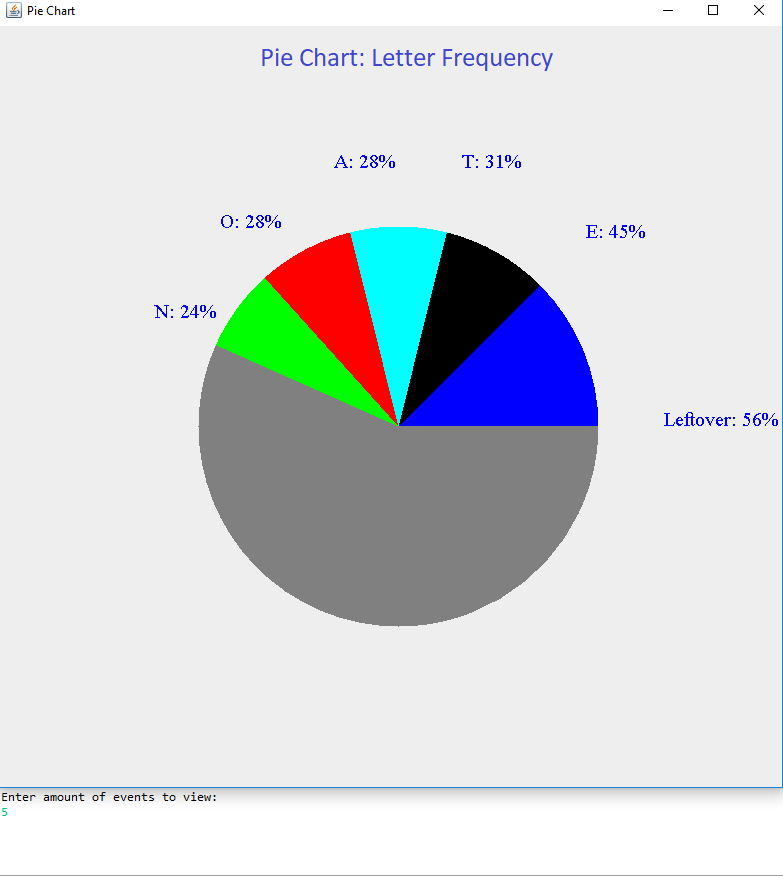 Pie Chart
Pie Chart: Letter Frequency
A: 28%
T: 31%
O: 28%
E: 45%
N: 24%
Leftover: 56%
Enter amount of events to view:
5